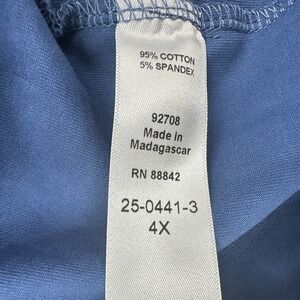 95% COTTON
5% SPANDEX
92708
Made in
Madagascar
RN 88842
25-0441-3
4X